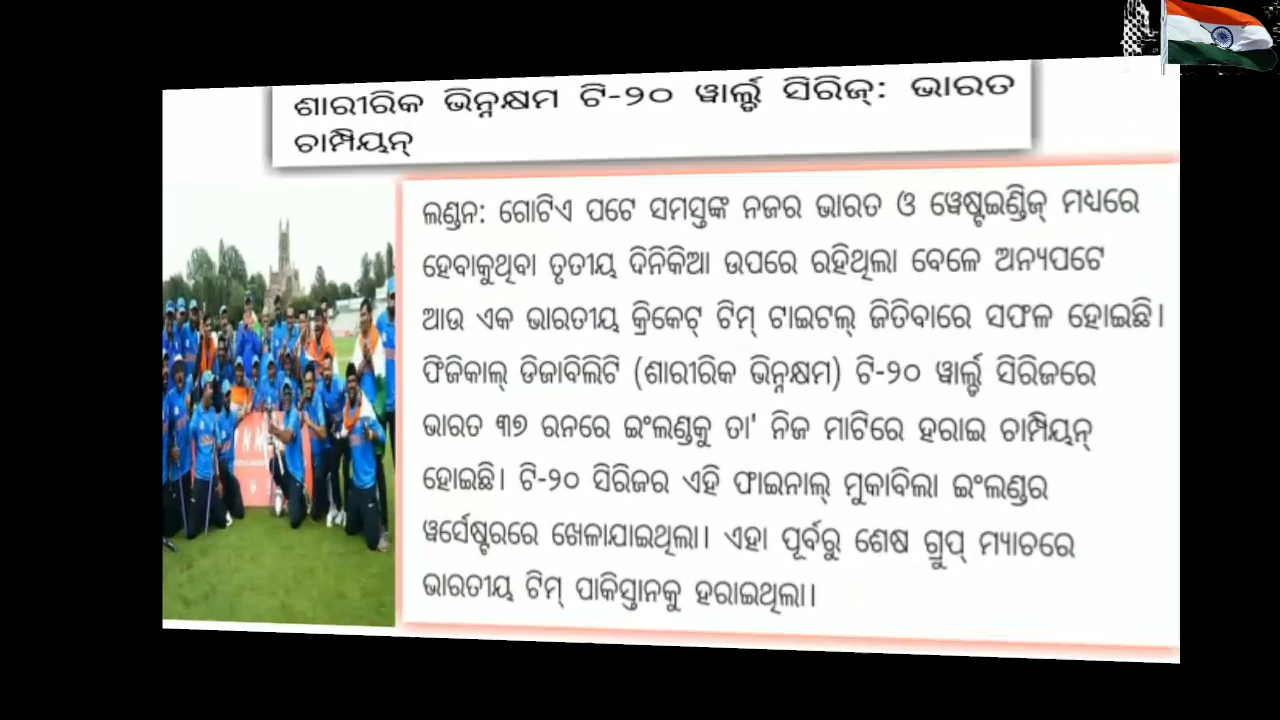 ଶାରୀରିକ ଭିନ୍ନକ୍ଷମ ଟି-୨୦ ୱାର୍ଲ୍ଡ ସିରିଜ୍: ଭାରତ
ଚାମ୍ପିୟନ୍
ଲଣ୍ଡନ: ଗୋଟିଏ ପଟେ ସମସ୍ତଙ୍କ ନଜର ଭାରତ ଓ ୱେଷ୍ଟଇଣ୍ଡିଜ୍ ମଧ୍ୟରେ
ହେବାକୁଥିବା ତୃତୀୟ ଦିନିକିଆ ଉପରେ ରହିଥିଲା ବେଳେ ଅନ୍ୟପଟେ
ଆଉ ଏକ ଭାରତୀୟ କ୍ରିକେଟ୍ ଟିମ୍ ଟାଇଟଲ୍ ଜିତିବାରେ ସଫଳ ହୋଇଛି।
ଫିଜିକାଲ୍ ଡିଜାବିଲିଟି (ଶାରୀରିକ ଭିନ୍ନକ୍ଷମ) ଟି-୨୦ ୱାର୍ଲ୍ଡ ସିରିଜରେ
ଭାରତ ୩୭ ରନରେ ଇଂଲଣ୍ଡକୁ ତା' ନିଜ ମାଟିରେ ହରାଇ ଚାମ୍ପିୟନ୍
ହୋଇଛି। ଟି-୨୦ ସିରିଜର ଏହି ଫାଇନାଲ୍ ମୁକାବିଲା ଇଂଲଣ୍ଡର
ୱର୍ସେଷ୍ଟରରେ ଖେଳାଯାଇଥିଲା। ଏହା ପୂର୍ବରୁ ଶେଷ ଗ୍ରୁପ୍ ମ୍ୟାଚରେ
ଭାରତୀୟ ଟିମ୍ ପାକିସ୍ତାନକୁ ହରାଇଥିଲା।